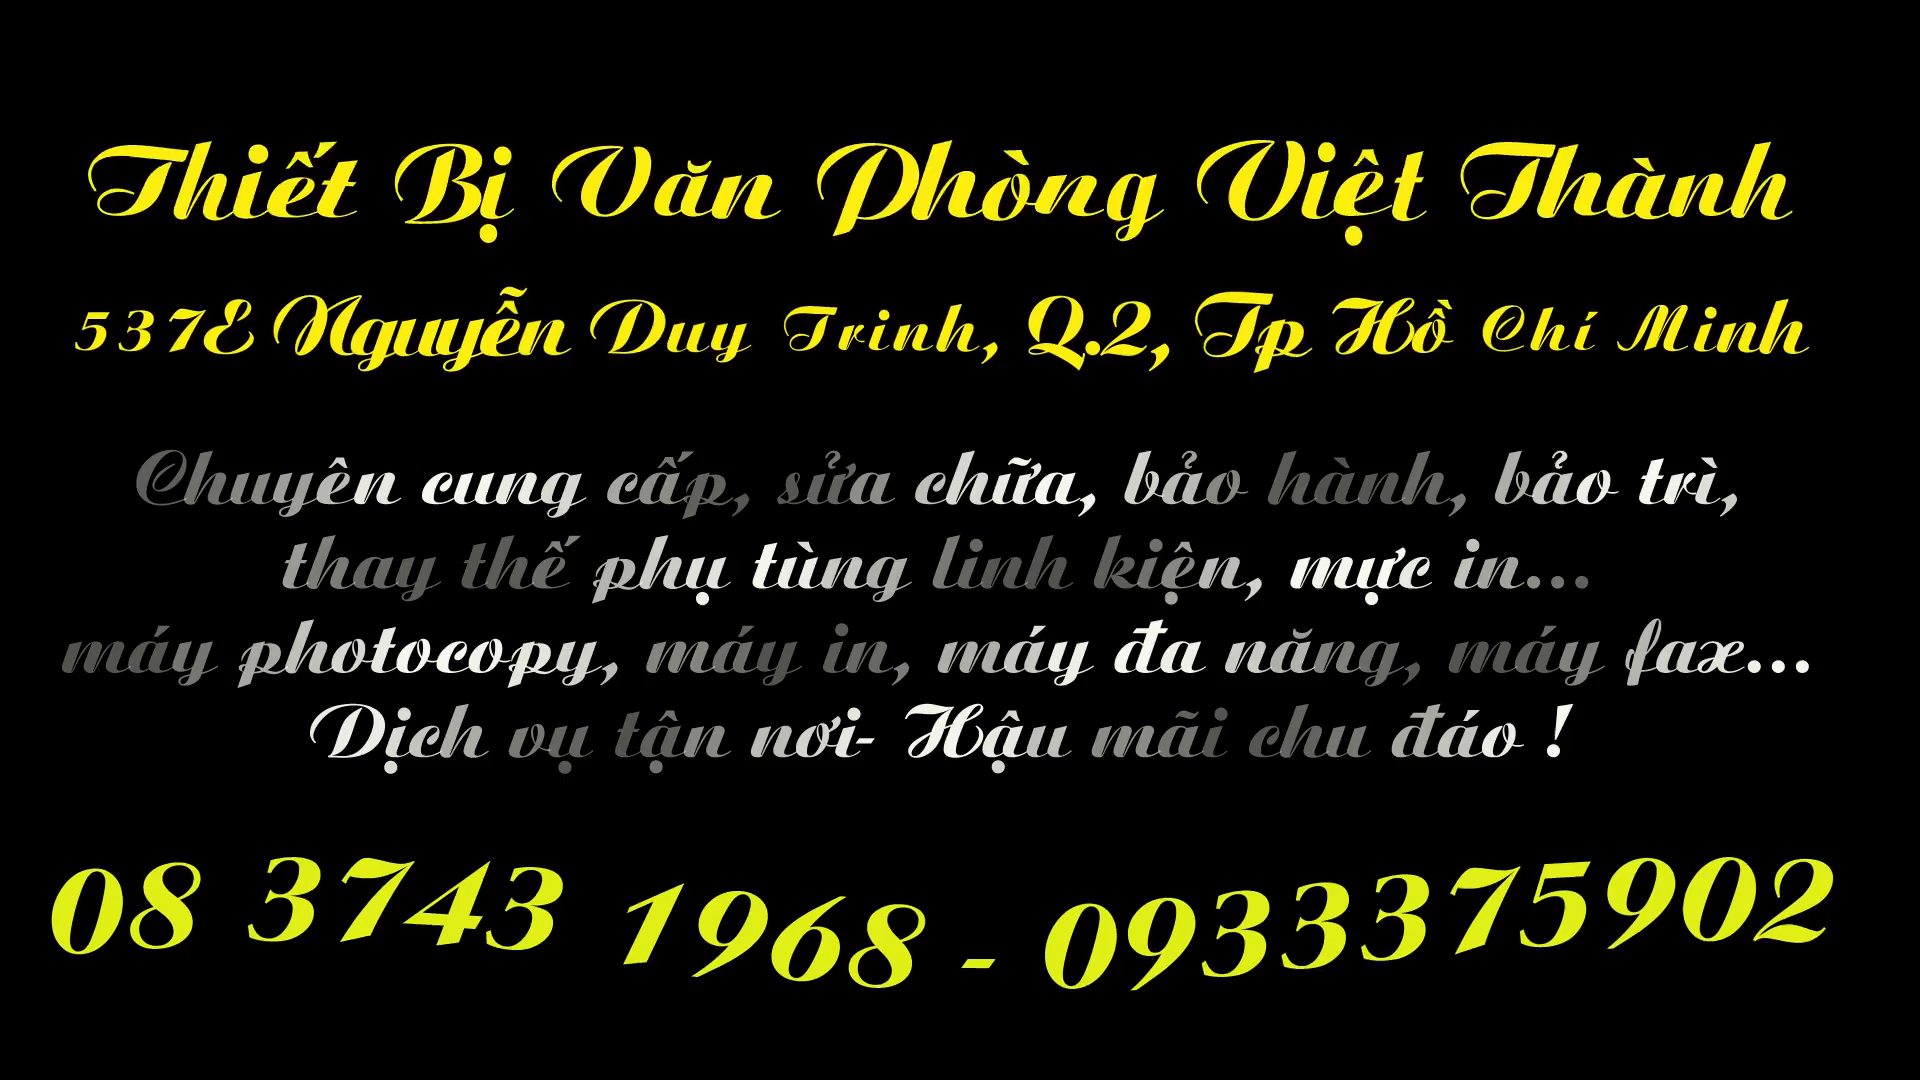 Thiết Bị Văn Phòng Việt Thành
537E Nguyễn Duy Trinh, Q.2, Tp Hồ Chí Minh
Chuyên cung cấp, sửa chữa, bảo hành, bảo trì,
thay thế phụ tùng linh kiện, mực in...
máy photocopy, máy in, máy đa năng, máy fax...
Dịch vụ tận nơi- Hậu mãi chu đáo !
08 3743 1968 - 0933375902